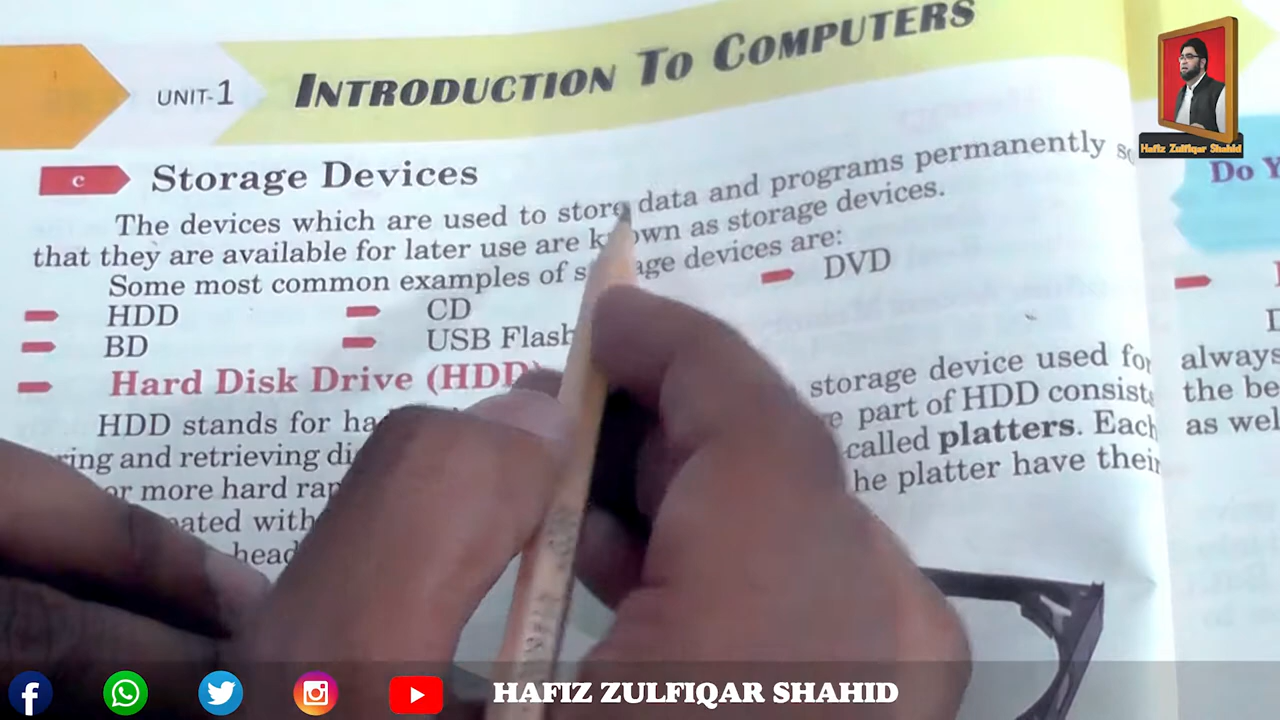 UNIT-1
INTRODUCTION TO COMPUTERS
Hafiz Zulfiqar Shahid
C
Storage Devices
The devices which are used to store data and programs permanently so
that they are available for later use are known as storage devices.
Some most common examples of storage devices are:
HDD CD DVD
BD USB Flash
Hard Disk Drive (HDD)
HDD stands for storage device used for
ring and retrieving part of HDD consists
or more hard called platters. Each
with he platter have their
head
Do Y
always
the be
as wel
HAFIZ ZULFIQAR SHAHID